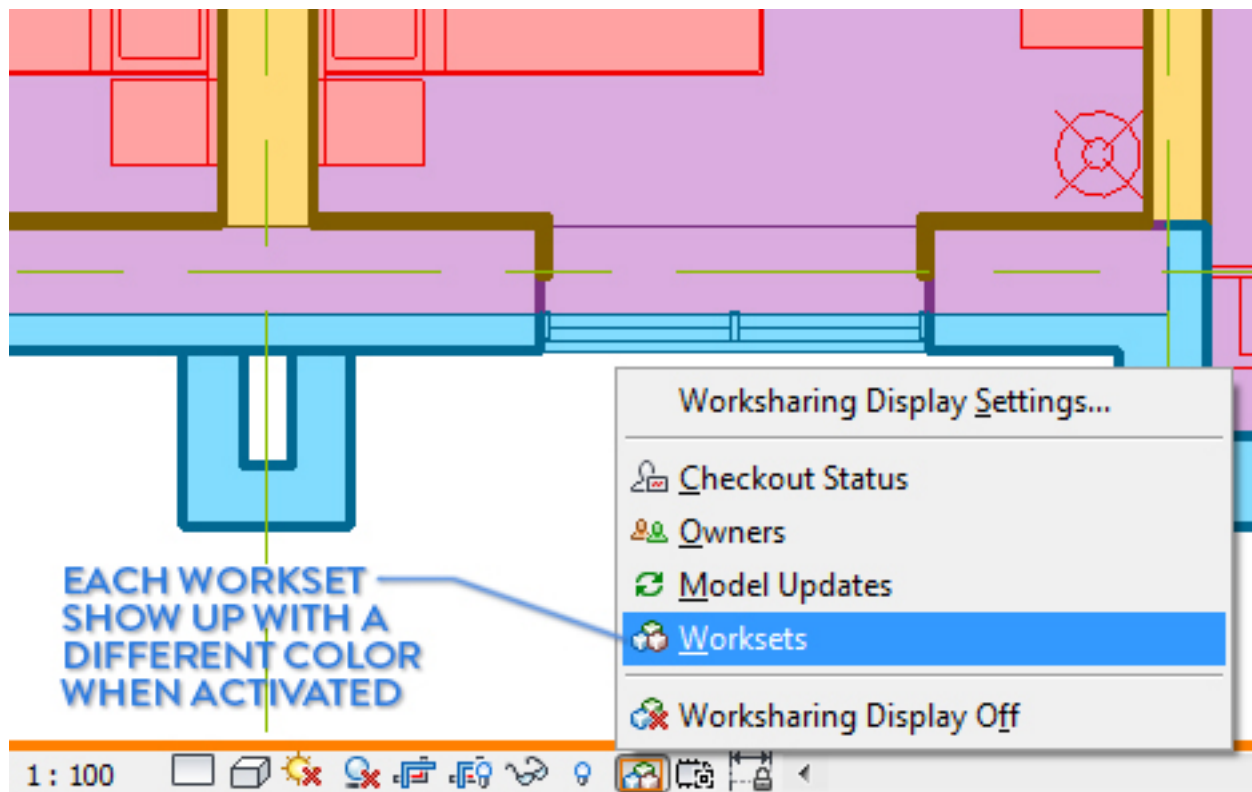 Worksharing Display Settings...
Checkout Status
Owners
Model Updates
Worksets
Worksharing Display Off
EACH WORKSET
SHOW UP WITH A
DIFFERENT COLOR
WHEN ACTIVATED
1 : 100